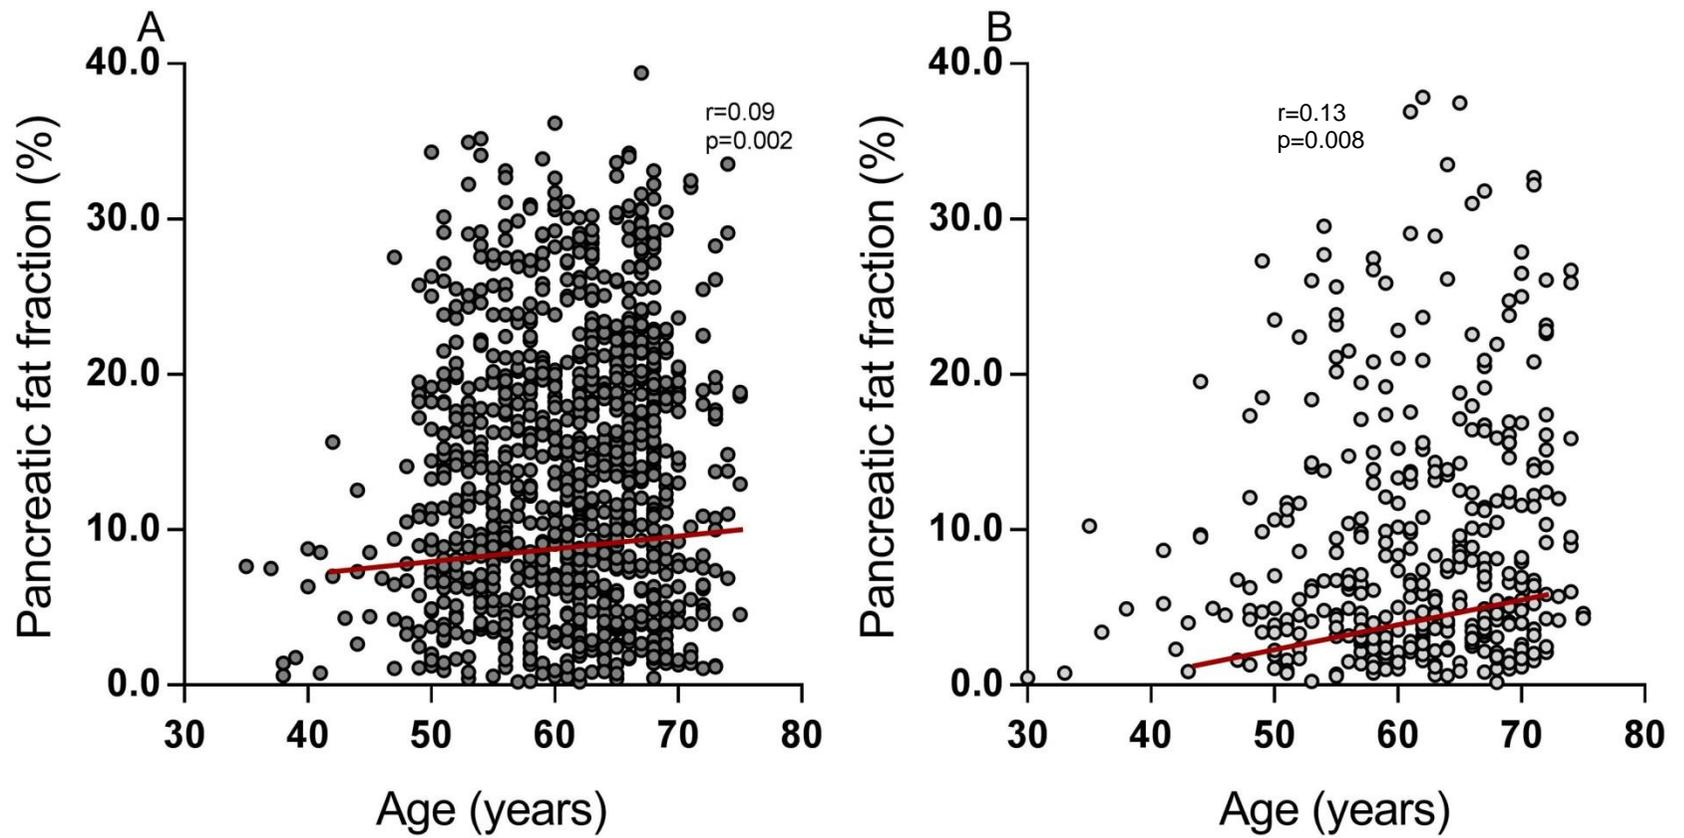 A
40.0
30.0
20.0
10.0
0.0
30 40 50 60 70 80
Pancreatic fat fraction (%)
Age (years)
r=0.09
p=0.002
B
40.0
30.0
20.0
10.0
0.0
30 40 50 60 70 80
Pancreatic fat fraction (%)
Age (years)
r=0.13
p=0.008